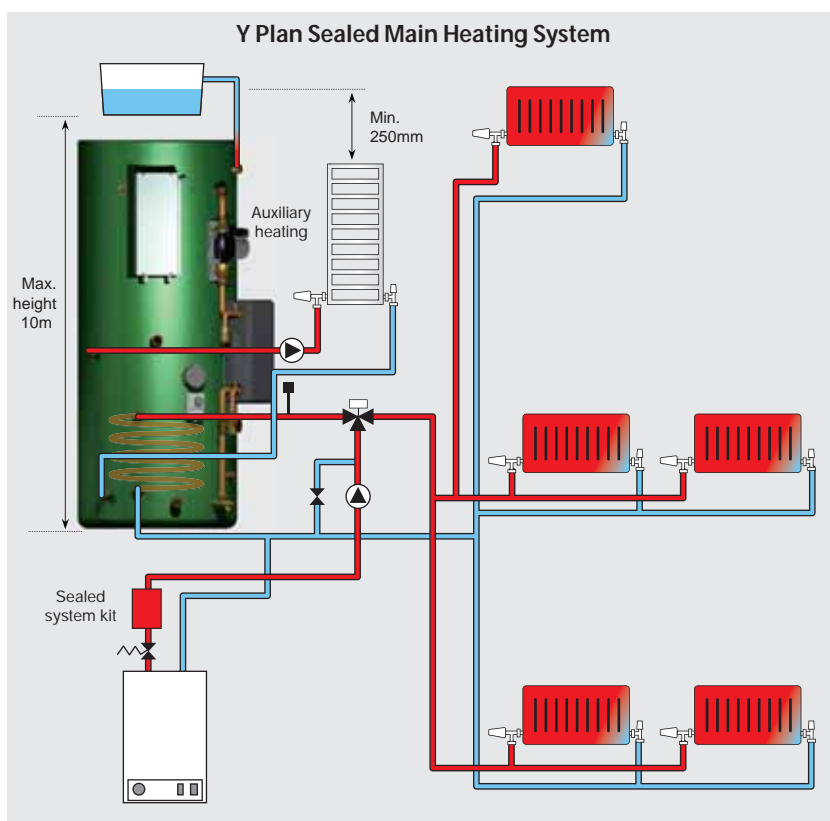 Y Plan Sealed Main Heating System
Min.
250mm
Auxiliary
heating
Max.
height
10m
Sealed
system kit